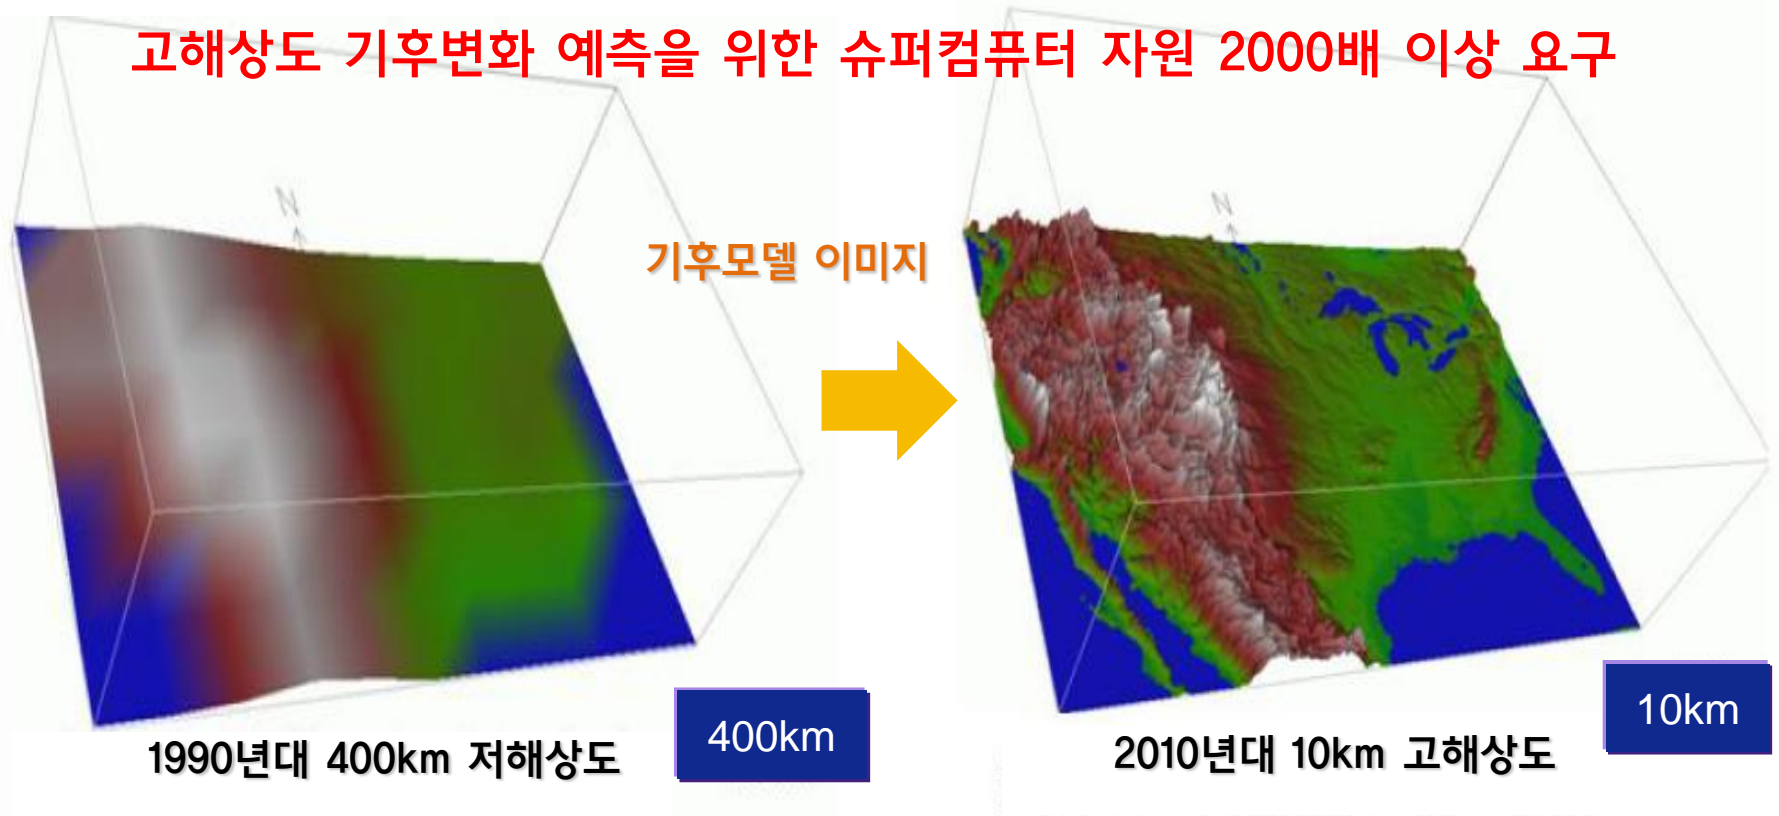 고해상도 기후변화 예측을 위한 슈퍼컴퓨터 자원 2000배 이상 요구
N
N
기후모델 이미지
400km
10km
1990년대 400km 저해상도
2010년대 10km 고해상도